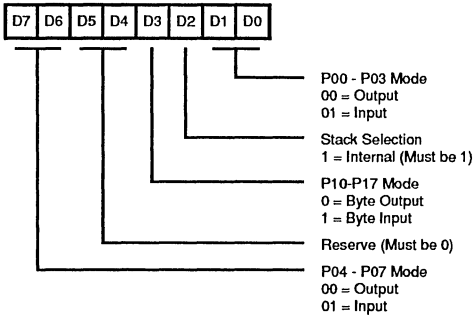 D7 D6 D5 D4 D3 D2 D1 D0
P00 - P03 Mode
00 = Output
01 = Input
Stack Selection
1 = Internal (Must be 1)
P10-P17 Mode
0 = Byte Output
1 = Byte Input
Reserve (Must be 0)
P04 - P07 Mode
00 = Output
01 = Input